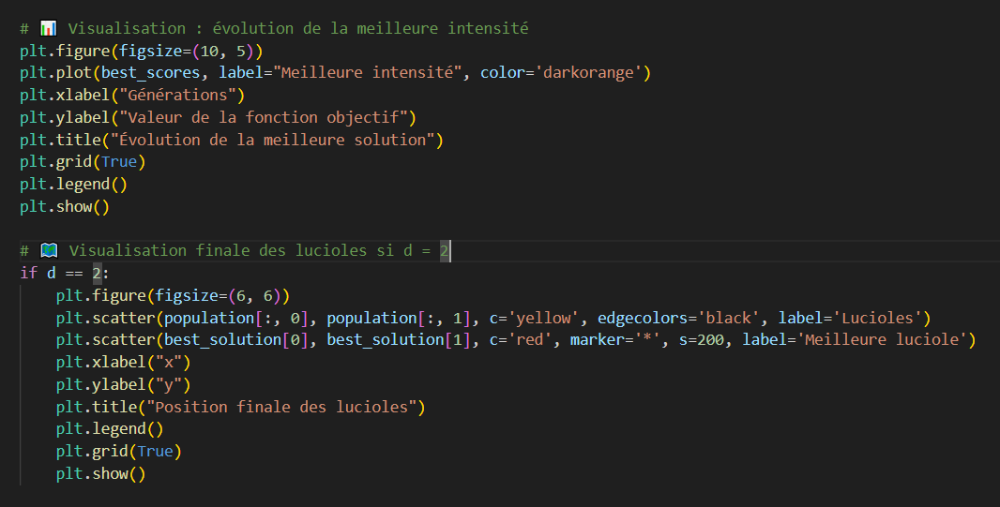 # 📊 Visualisation : évolution de la meilleure intensité
plt.figure(figsize=(10, 5))
plt.plot(best_scores, label="Meilleure intensité", color='darkorange')
plt.xlabel("Générations")
plt.ylabel("Valeur de la fonction objectif")
plt.title("Évolution de la meilleure solution")
plt.grid(True)
plt.legend()
plt.show()

# 🗺️ Visualisation finale des lucioles si d = 2
if d == 2:
    plt.figure(figsize=(6, 6))
    plt.scatter(population[:, 0], population[:, 1], c='yellow', edgecolors='black', label='Lucioles')
    plt.scatter(best_solution[0], best_solution[1], c='red', marker='*', s=200, label='Meilleure luciole')
    plt.xlabel("x")
    plt.ylabel("y")
    plt.title("Position finale des lucioles")
    plt.legend()
    plt.grid(True)
    plt.show()